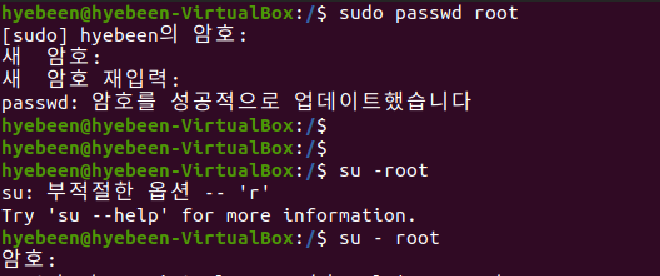 hyebeen@hyebeen-VirtualBox:/$ sudo passwd root
[sudo] hyebeen의 암호:
새  암호:
새  암호 재입력:
passwd: 암호를 성공적으로 업데이트했습니다
hyebeen@hyebeen-VirtualBox:/$
hyebeen@hyebeen-VirtualBox:/$
hyebeen@hyebeen-VirtualBox:/$ su -root
su: 부적절한 옵션 -- 'r'
Try 'su --help' for more information.
hyebeen@hyebeen-VirtualBox:/$ su - root
암호: